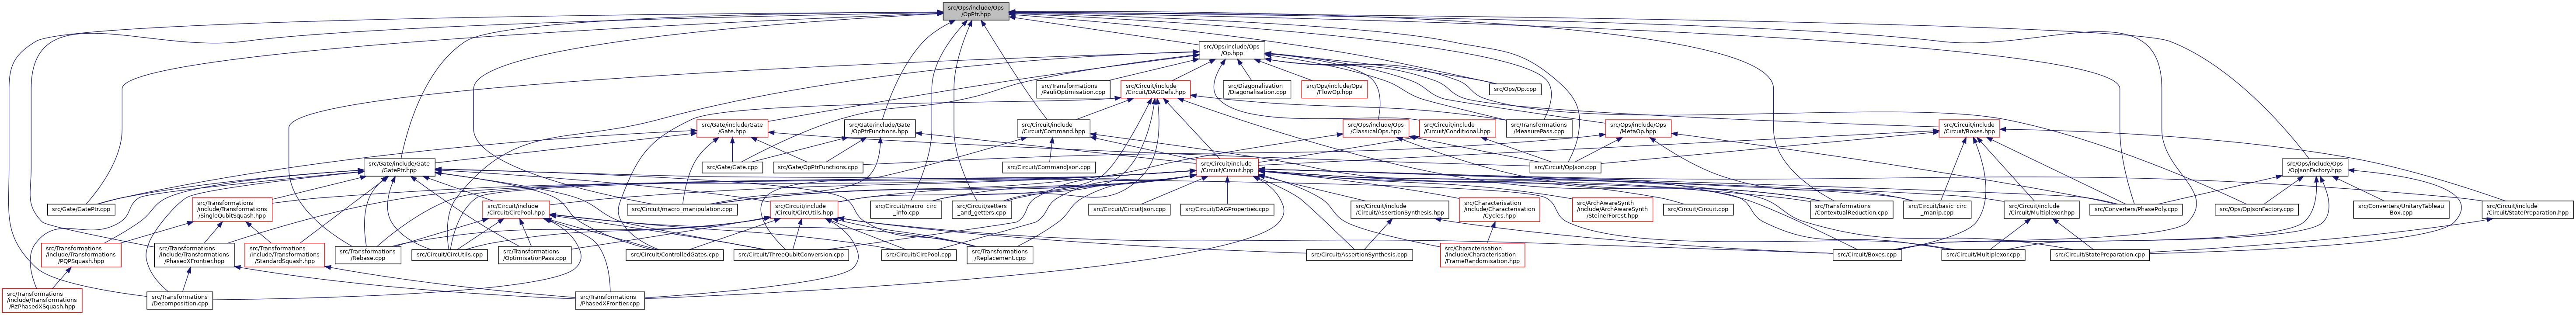 src/Ops/include/Ops
/OpPtr.hpp
src/Ops/include/Ops
/Op.hpp
src/Transformations
/PauliOptimisation.cpp
src/Circuit/include
/Circuit/DAGDefs.hpp
src/Diagonalisation
/Diagonalisation.cpp
src/Ops/include/Ops
/FlowOp.hpp
src/Ops/Op.cpp
src/Gate/include/Gate
/Gate.hpp
src/Gate/include/Gate
/OpPtrFunctions.hpp
src/Circuit/include
/Circuit/Command.hpp
src/Ops/include/Ops
/ClassicalOps.hpp
src/Circuit/include
/Circuit/Conditional.hpp
src/Transformations
/MeasurePass.cpp
src/Ops/include/Ops
/MetaOp.hpp
src/Circuit/include
/Circuit/Boxes.hpp
src/Gate/include/Gate
/GatePtr.hpp
src/Gate/Gate.cpp
src/Gate/OpPtrFunctions.cpp
src/Circuit/CommandJson.cpp
src/Circuit/include
/Circuit/Circuit.hpp
src/Circuit/OpJson.cpp
src/Ops/include/Ops
/OpJsonFactory.hpp
src/Gate/GatePtr.cpp
src/Transformations
/include/Transformations
/SingleQubitSquash.hpp
src/Circuit/include
/Circuit/CircPool.hpp
src/Circuit/macro_manipulation.cpp
src/Circuit/include
/Circuit/CircUtils.hpp
src/Circuit/macro_circ
_info.cpp
src/Circuit/setters
_and_getters.cpp
src/Circuit/CircuitJson.cpp
src/Circuit/DAGProperties.cpp
src/Circuit/include
/Circuit/AssertionSynthesis.hpp
src/Characterisation
/include/Characterisation
/Cycles.hpp
src/ArchAwareSynth
/include/ArchAwareSynth
/SteinerForest.hpp
src/Circuit/Circuit.cpp
src/Transformations
/ContextualReduction.cpp
src/Circuit/basic_circ
_manip.cpp
src/Circuit/include
/Circuit/Multiplexor.hpp
src/Converters/PhasePoly.cpp
src/Ops/OpJsonFactory.cpp
src/Converters/UnitaryTableau
Box.cpp
src/Circuit/include
/Circuit/StatePreparation.hpp
src/Transformations
/include/Transformations
/PQPSquash.hpp
src/Transformations
/include/Transformations
/PhasedXFrontier.hpp
src/Transformations
/include/Transformations
/StandardSquash.hpp
src/Transformations
/Rebase.cpp
src/Circuit/CircUtils.cpp
src/Transformations
/OptimisationPass.cpp
src/Circuit/ControlledGates.cpp
src/Circuit/ThreeQubitConversion.cpp
src/Circuit/CircPool.cpp
src/Transformations
/Replacement.cpp
src/Circuit/AssertionSynthesis.cpp
src/Characterisation
/include/Characterisation
/FrameRandomisation.hpp
src/Circuit/Boxes.cpp
src/Circuit/Multiplexor.cpp
src/Circuit/StatePreparation.cpp
src/Transformations
/include/Transformations
/RzPhasedXSquash.hpp
src/Transformations
/Decomposition.cpp
src/Transformations
/PhasedXFrontier.cpp